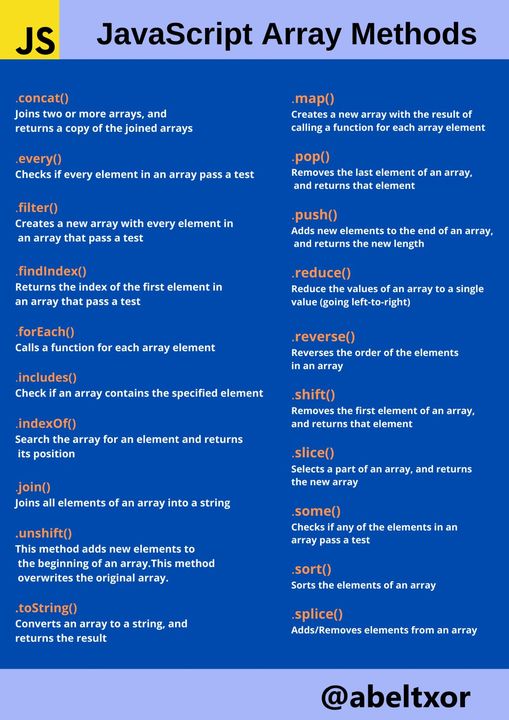 JS
JavaScript Array Methods
.concat()
Joins two or more arrays, and
returns a copy of the joined arrays
.every()
Checks if every element in an array pass a test
.filter()
Creates a new array with every element in
an array that pass a test
.findIndex()
Returns the index of the first element in
an array that pass a test
.forEach()
Calls a function for each array element
.includes()
Check if an array contains the specified element
.indexOf()
Search the array for an element and returns
its position
.join()
Joins all elements of an array into a string
.unshift()
This method adds new elements to
the beginning of an array.This method
overwrites the original array.
.toString()
Converts an array to a string, and
returns the result
.map()
Creates a new array with the result of
calling a function for each array element
.pop()
Removes the last element of an array,
and returns that element
.push()
Adds new elements to the end of an array,
and returns the new length
.reduce()
Reduce the values of an array to a single
value (going left-to-right)
.reverse()
Reverses the order of the elements
in an array
.shift()
Removes the first element of an array,
and returns that element
.slice()
Selects a part of an array, and returns
the new array
.some()
Checks if any of the elements in an
array pass a test
.sort()
Sorts the elements of an array
.splice()
Adds/Removes elements from an array
@abeltxor